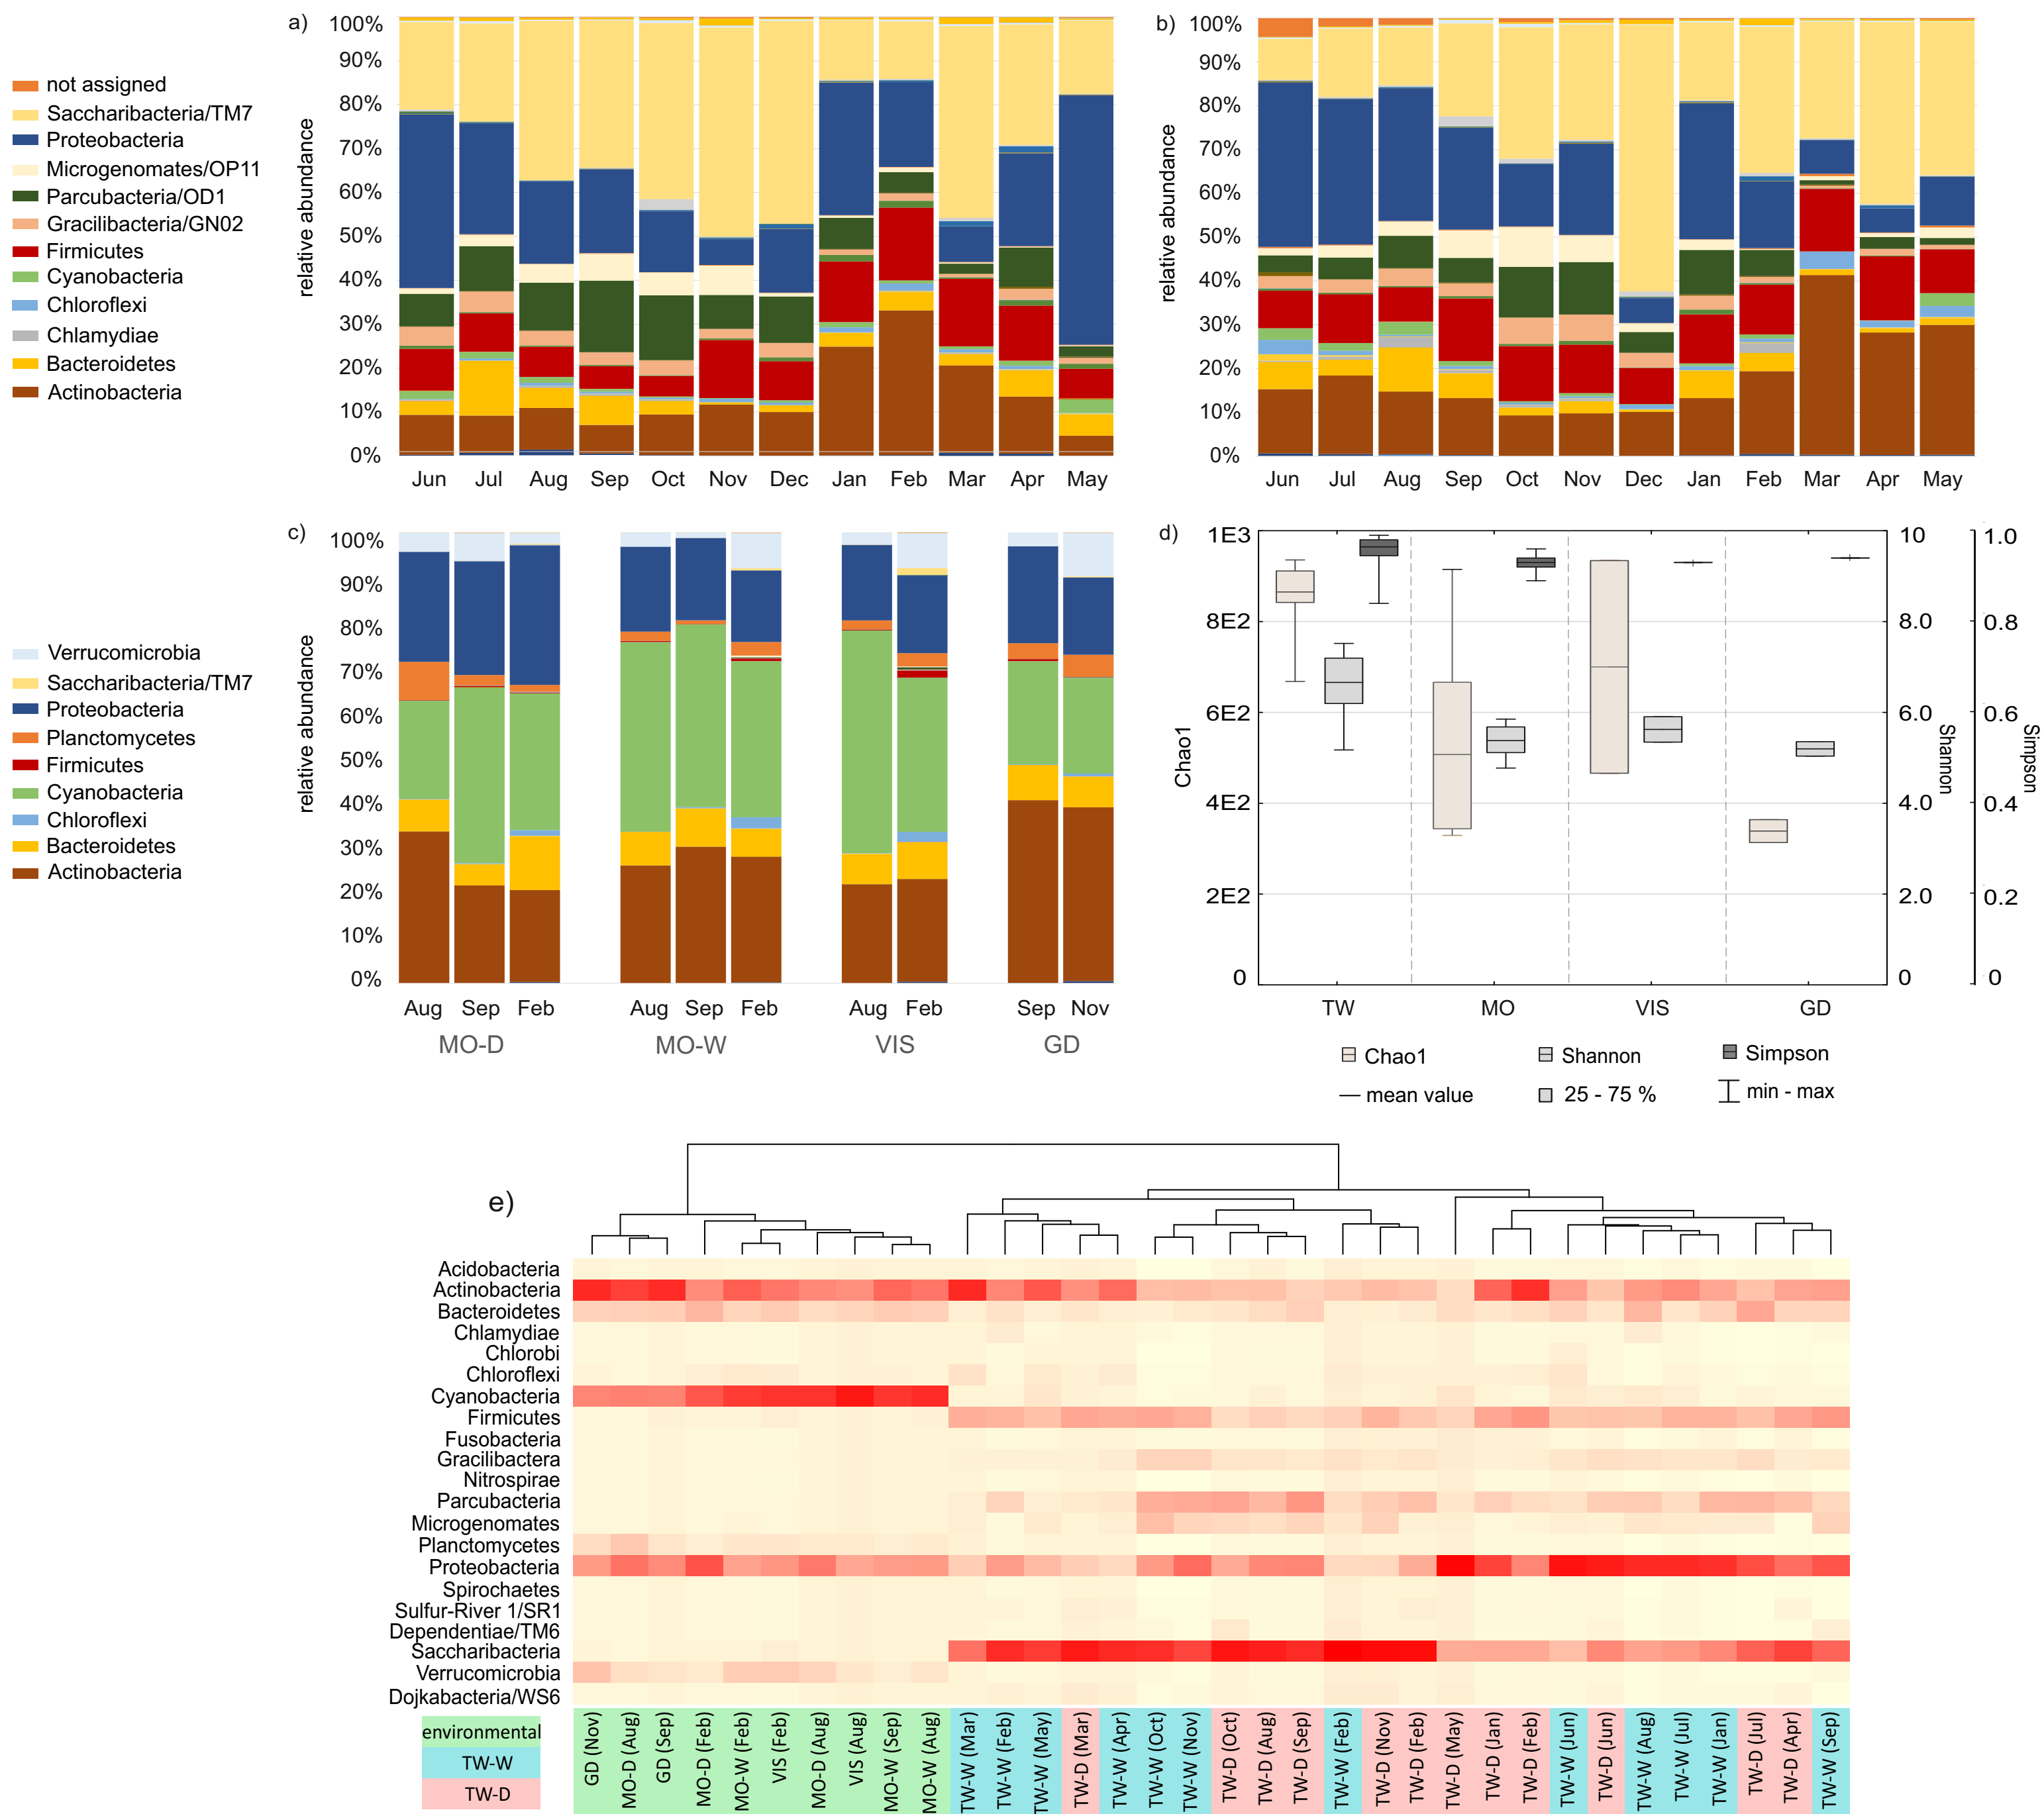 a)
100%
90%
80%
70%
60%
50%
40%
30%
20%
10%
0%
relative abundance
not assigned
Saccharibacteria/TM7
Proteobacteria
Microgenomates/OP11
Parcubacteria/OD1
Gracilibacteria/GN02
Firmicutes
Cyanobacteria
Chloroflexi
Chlamydiae
Bacteroidetes
Actinobacteria
Jun Jul Aug Sep Oct Nov Dec Jan Feb Mar Apr May
b)
100%
90%
80%
70%
60%
50%
40%
30%
20%
10%
0%
relative abundance
Jun Jul Aug Sep Oct Nov Dec Jan Feb Mar Apr May
c)
100%
90%
80%
70%
60%
50%
40%
30%
20%
10%
0%
relative abundance
Verrucomicrobia
Saccharibacteria/TM7
Proteobacteria
Planctomycetes
Firmicutes
Cyanobacteria
Chloroflexi
Bacteroidetes
Actinobacteria
Aug Sep Feb Aug Sep Feb Aug Feb Sep Nov
MO-D MO-W VIS GD
d)
1E3
8E2
6E2
4E2
2E2
0
Chao1
10
8.0
6.0
4.0
2.0
0
Shannon
1.0
0.8
0.6
0.4
0.2
0
Simpson
TW MO VIS GD
Chao1 Shannon Simpson
mean value 25 - 75 % min - max
e)
Acidobacteria
Actinobacteria
Bacteroidetes
Chlamydiae
Chlorobi
Chloroflexi
Cyanobacteria
Firmicutes
Fusobacteria
Gracilibactera
Nitrospirae
Parcubacteria
Microgenomates
Planctomycetes
Proteobacteria
Spirochaetes
Sulfur-River 1/SR1
Dependentiae/TM6
Saccharibacteria
Verrucomicrobia
Dojkabacteria/WS6
environmental
TW-W
TW-D
GD (Nov)
MO-D (Aug)
GD (Sep)
MO-D (Feb)
MO-W (Feb)
VIS (Feb)
MO-D (Aug)
VIS (Aug)
MO-W (Sep)
MO-W (Aug)
TW-W (Mar)
TW-W (Feb)
TW-W (May)
TW-D (Mar)
TW-W (Apr)
TW-W (Oct)
TW-W (Nov)
TW-D (Oct)
TW-D (Aug)
TW-D (Sep)
TW-W (Feb)
TW-D (Nov)
TW-D (Feb)
TW-D (May)
TW-D (Jan)
TW-D (Feb)
TW-W (Jun)
TW-D (Jun)
TW-W (Aug)
TW-W (Jul)
TW-W (Jan)
TW-D (Jul)
TW-D (Apr)
TW-W (Sep)